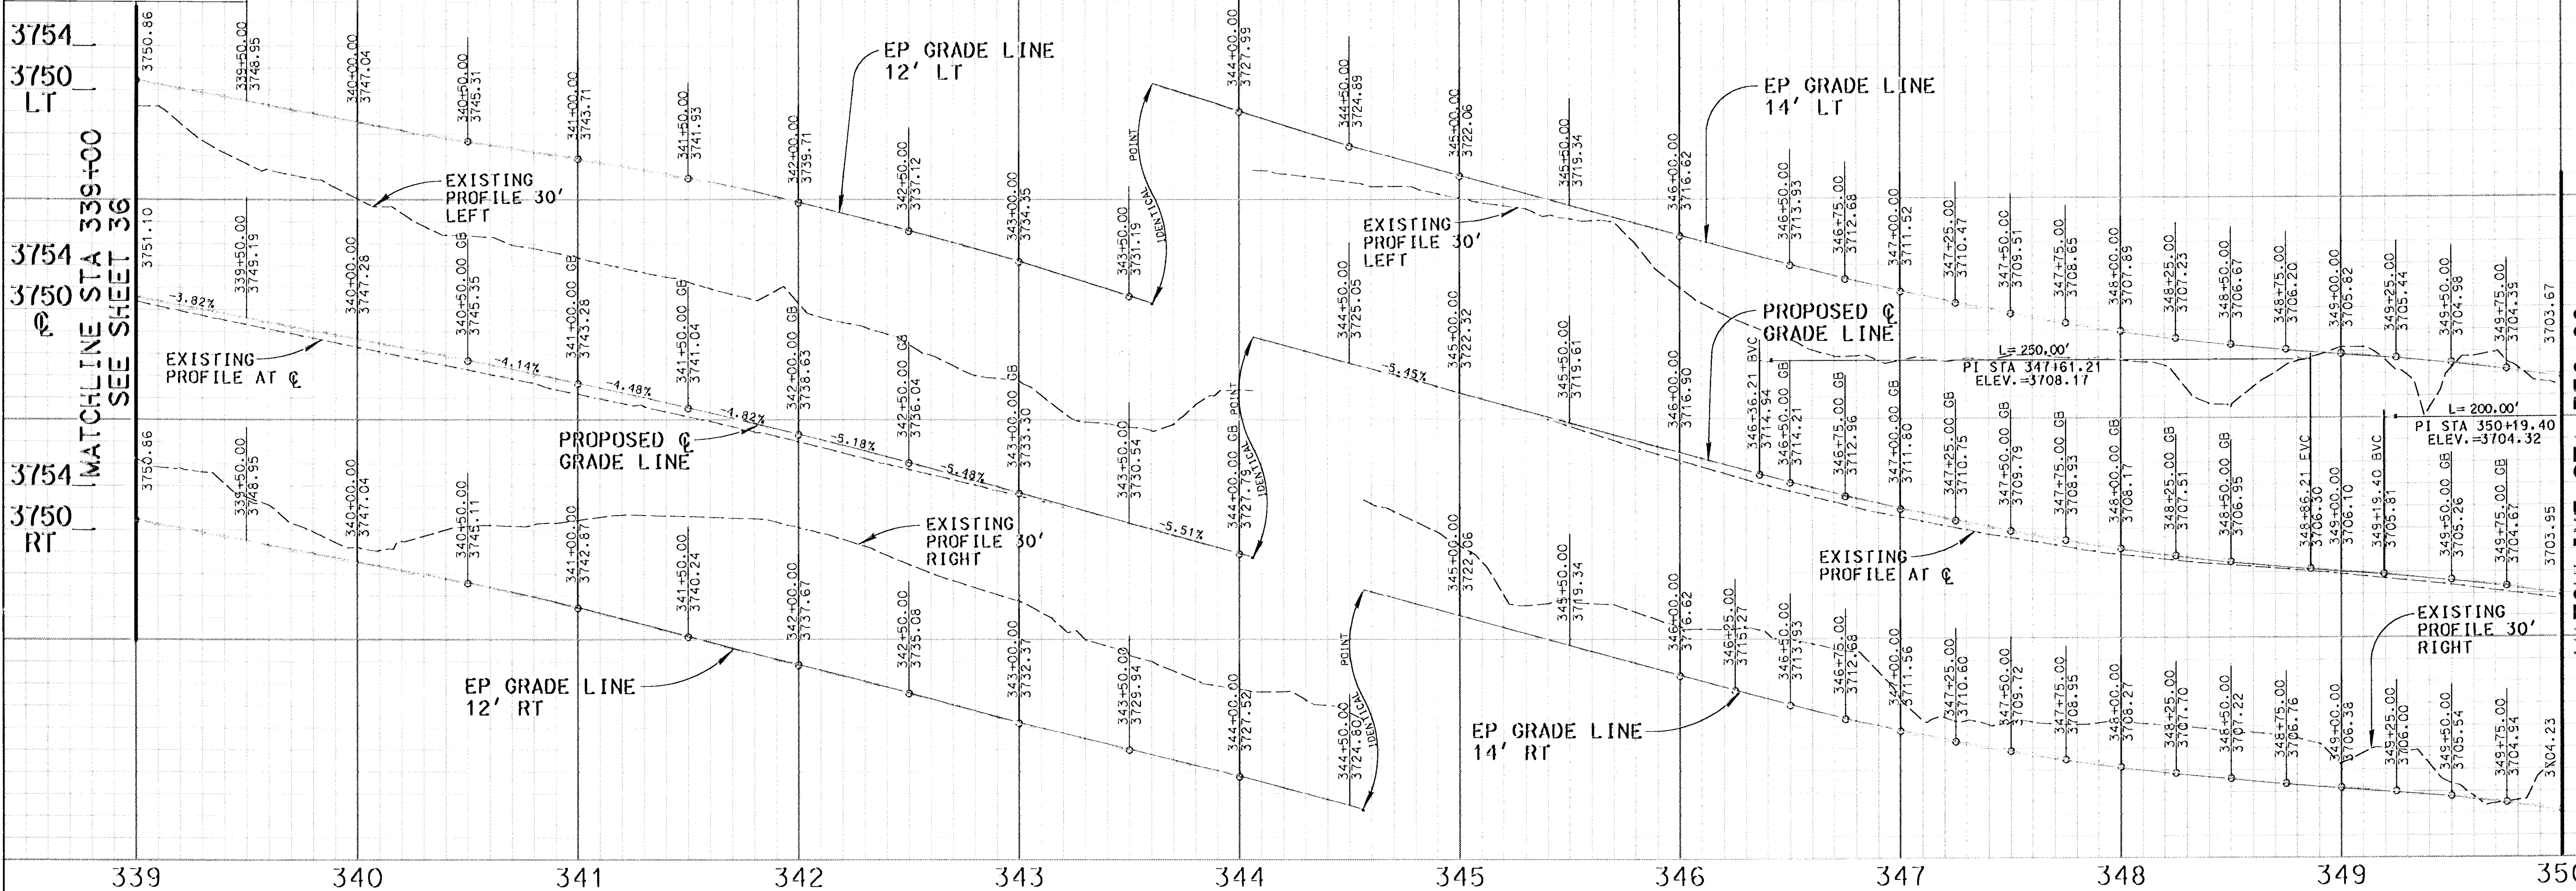 3754
3750
LT
3754
3750
℄
3754
3750
RT
MATCHLINE STA 339+00
SEE SHEET 36
3750.86
339+50.00
3748.95
340+00.00
3747.04
340+50.00
3745.31
341+00.00
3743.71
341+50.00
3741.93
342+00.00
3739.71
342+50.00
3737.12
343+00.00
3734.35
343+50.00
3731.19
EP GRADE LINE
12' LT
IDENTICAL POINT
344+00.00
3727.99
344+50.00
3724.89
345+00.00
3722.06
345+50.00
3719.34
346+00.00
3716.62
346+50.00
3713.93
346+75.00
3712.68
347+00.00
3711.52
347+25.00
3710.47
347+50.00
3709.51
347+75.00
3708.65
348+00.00
3707.89
348+25.00
3707.23
348+50.00
3706.67
348+75.00
3706.20
349+00.00
3705.82
349+25.00
3705.44
349+50.00
3704.98
349+75.00
3704.39
3703.67
EP GRADE LINE
14' LT
EXISTING
PROFILE 30'
LEFT
EXISTING
PROFILE 30'
LEFT
3751.10
339+50.00
3749.19
340+00.00
3747.28
340+50.00 GB
3745.35
341+00.00 GB
3743.28
341+50.00 GB
3741.04
342+00.00 GB
3738.63
342+50.00 GB
3736.04
343+00.00 GB
3733.30
343+50.00
3730.54
344+00.00 GB
3727.79
IDENTICAL POINT
344+50.00
3725.05
345+00.00
3722.32
345+50.00
3719.61
346+00.00
3716.90
346+36.21 BVC
3714.94
346+50.00 GB
3714.21
346+75.00 GB
3712.96
347+00.00 GB
3711.80
347+25.00 GB
3710.75
347+50.00 GB
3709.79
347+75.00 GB
3708.93
348+00.00 GB
3708.17
348+25.00 GB
3707.51
348+50.00 GB
3706.95
348+86.21 EVC
3706.30
349+00.00
3706.10
349+19.40 BVC
3705.81
349+50.00 GB
3705.26
349+75.00 GB
3704.67
3703.95
-3.82%
-4.14%
-4.48%
-4.82%
-5.18%
-5.48%
-5.51%
-5.45%
EXISTING
PROFILE AT ℄
PROPOSED ℄
GRADE LINE
PROPOSED ℄
GRADE LINE
L= 250.00'
PI STA 347+61.21
ELEV.=3708.17
L= 200.00'
PI STA 350+19.40
ELEV.=3704.32
EXISTING
PROFILE AT ℄
3750.86
339+50.00
3748.95
340+00.00
3747.04
340+50.00
3745.11
341+00.00
3742.87
341+50.00
3740.24
342+00.00
3737.67
342+50.00
3735.08
343+00.00
3732.37
343+50.00
3729.94
344+00.00
3727.52
344+50.00
3724.80
IDENTICAL POINT
345+00.00
3722.06
345+50.00
3719.34
346+00.00
3716.62
346+25.00
3715.27
346+50.00
3713.93
346+75.00
3712.68
347+00.00
3711.56
347+25.00
3710.60
347+50.00
3709.72
347+75.00
3708.95
348+00.00
3708.27
348+25.00
3707.70
348+50.00
3707.22
348+75.00
3706.76
349+00.00
3706.38
349+25.00
3706.00
349+50.00
3705.54
349+75.00
3704.94
3704.23
EXISTING
PROFILE 30'
RIGHT
EXISTING
PROFILE 30'
RIGHT
EP GRADE LINE
12' RT
EP GRADE LINE
14' RT
339
340
341
342
343
344
345
346
347
348
349